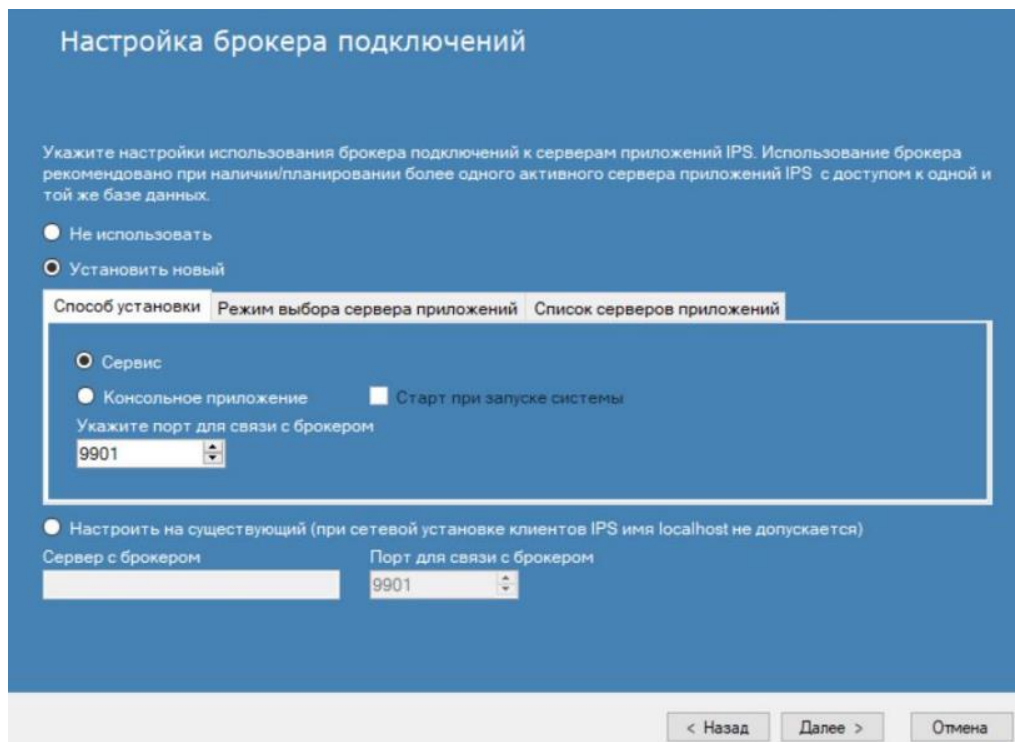 Настройка брокера подключений
Укажите настройки использования брокера подключений к серверам приложений IPS. Использование брокера
рекомендовано при наличии/планировании более одного активного сервера приложений IPS с доступом к одной и
той же базе данных.
Не использовать
Установить новый
Способ установки Режим выбора сервера приложений Список серверов приложений
Сервис
Консольное приложение Старт при запуске системы
Укажите порт для связи с брокером
9901
Настроить на существующий (при сетевой установке клиентов IPS имя localhost не допускается)
Сервер с брокером Порт для связи с брокером
9901
< Назад Далее > Отмена